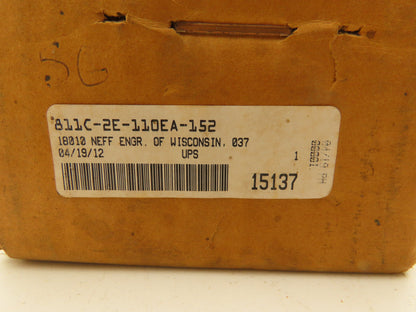 56
811C-2E-110EA-152
18010 NEFF ENGR. OF WISCONSIN, 037
04/19/12 UPS 1
15137